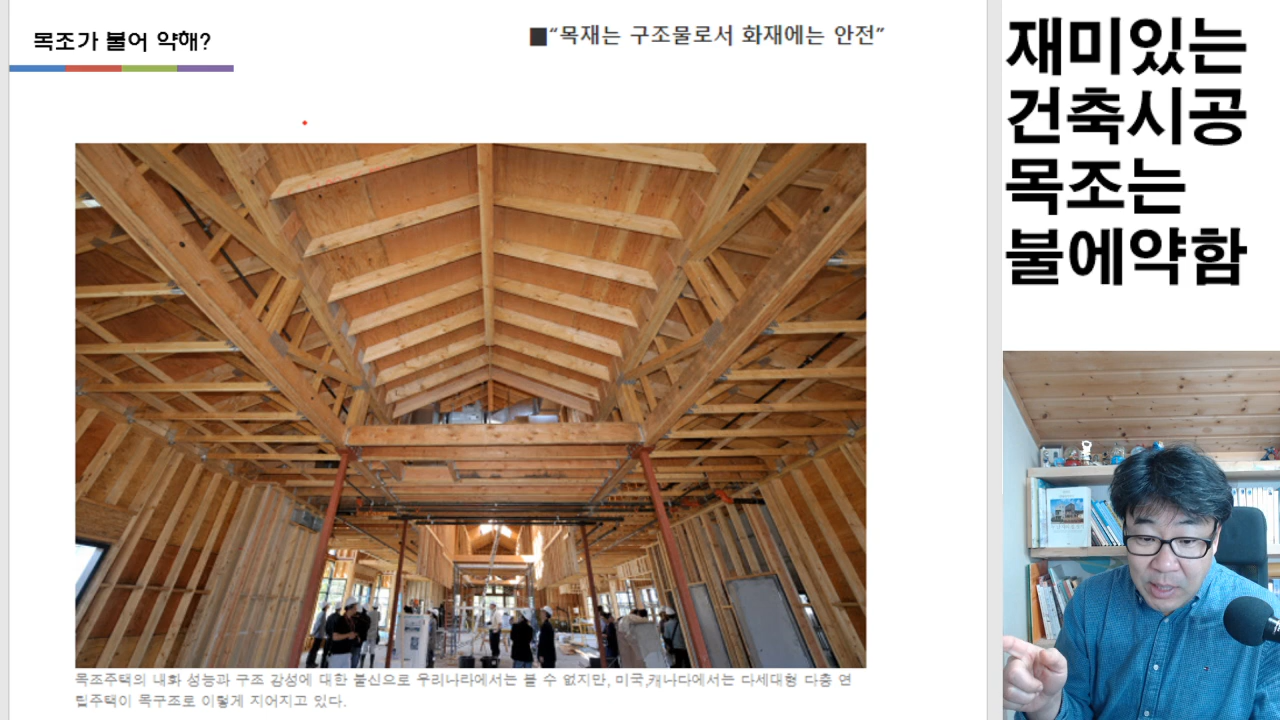 목조가 불어 약해?
■“목재는 구조물로서 화재에는 안전”
재미있는
건축시공
목조는
불에약함
목조주택의 내화 성능과 구조 강성에 대한 불신으로 우리나라에서는 볼 수 없지만, 미국,캐나다에서는 다세대형 다층 연
립주택이 목구조로 이렇게 지어지고 있다.